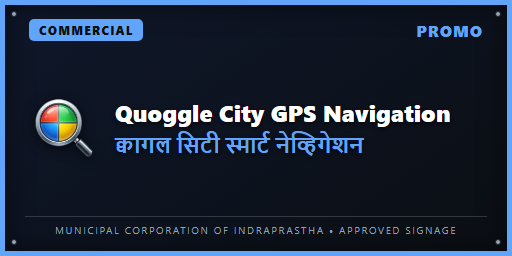 COMMERCIAL
PROMO
Quoggle City GPS Navigation
क्वागल सिटी स्मार्ट नेव्हिगेशन
MUNICIPAL CORPORATION OF INDRAPRASTHA • APPROVED SIGNAGE